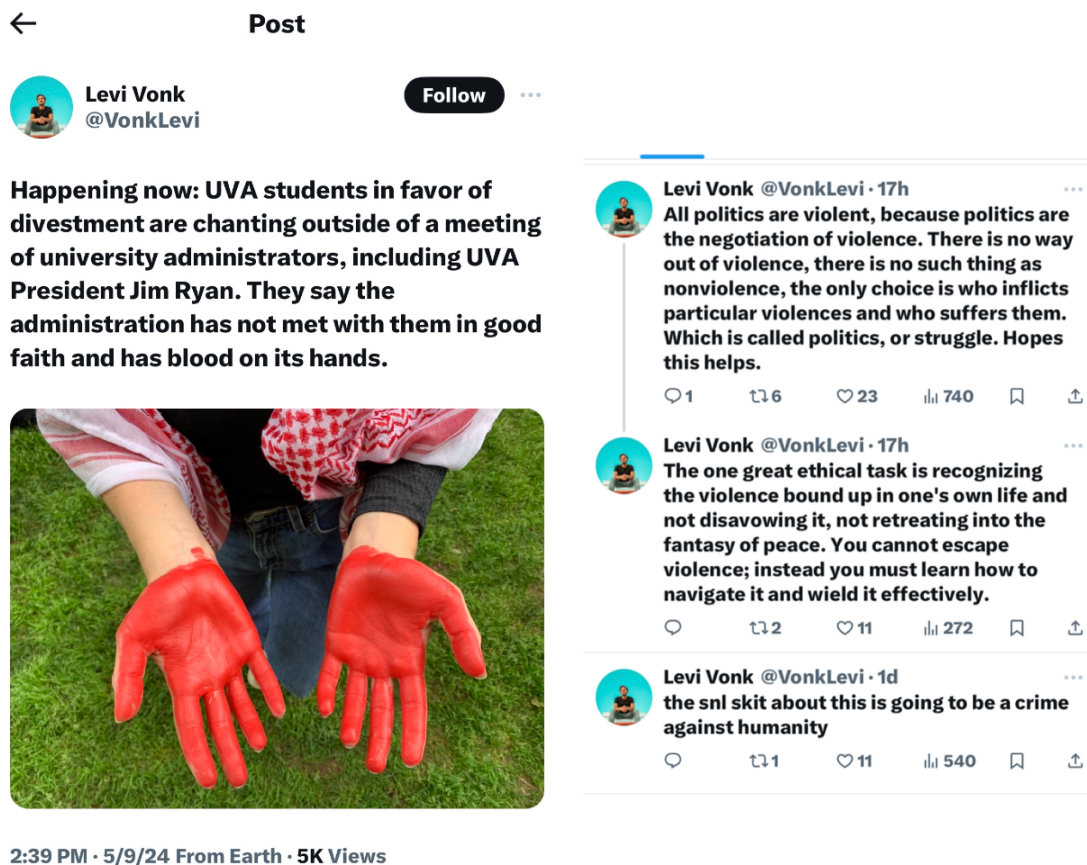 Post
Levi Vonk
@VonkLevi
Follow
Happening now: UVA students in favor of
divestment are chanting outside of a meeting
of university administrators, including UVA
President Jim Ryan. They say the
administration has not met with them in good
faith and has blood on its hands.
2:39 PM · 5/9/24 From Earth · 5K Views
Levi Vonk @VonkLevi · 17h
All politics are violent, because politics are
the negotiation of violence. There is no way
out of violence, there is no such thing as
nonviolence, the only choice is who inflicts
particular violences and who suffers them.
Which is called politics, or struggle. Hopes
this helps.
1 6 23 740
Levi Vonk @VonkLevi · 17h
The one great ethical task is recognizing
the violence bound up in one's own life and
not disavowing it, not retreating into the
fantasy of peace. You cannot escape
violence; instead you must learn how to
navigate it and wield it effectively.
2 11 272
Levi Vonk @VonkLevi · 1d
the snl skit about this is going to be a crime
against humanity
1 11 540